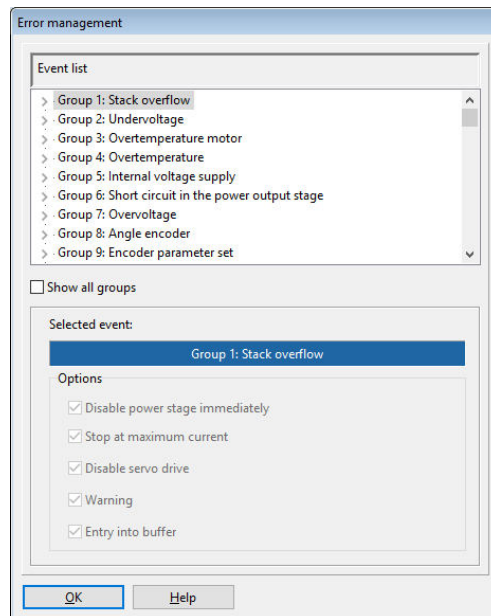 Error management
Event list
Group 1: Stack overflow
Group 2: Undervoltage
Group 3: Overtemperature motor
Group 4: Overtemperature
Group 5: Internal voltage supply
Group 6: Short circuit in the power output stage
Group 7: Overvoltage
Group 8: Angle encoder
Group 9: Encoder parameter set
Show all groups
Selected event:
Group 1: Stack overflow
Options
Disable power stage immediately
Stop at maximum current
Disable servo drive
Warning
Entry into buffer
OK
Help